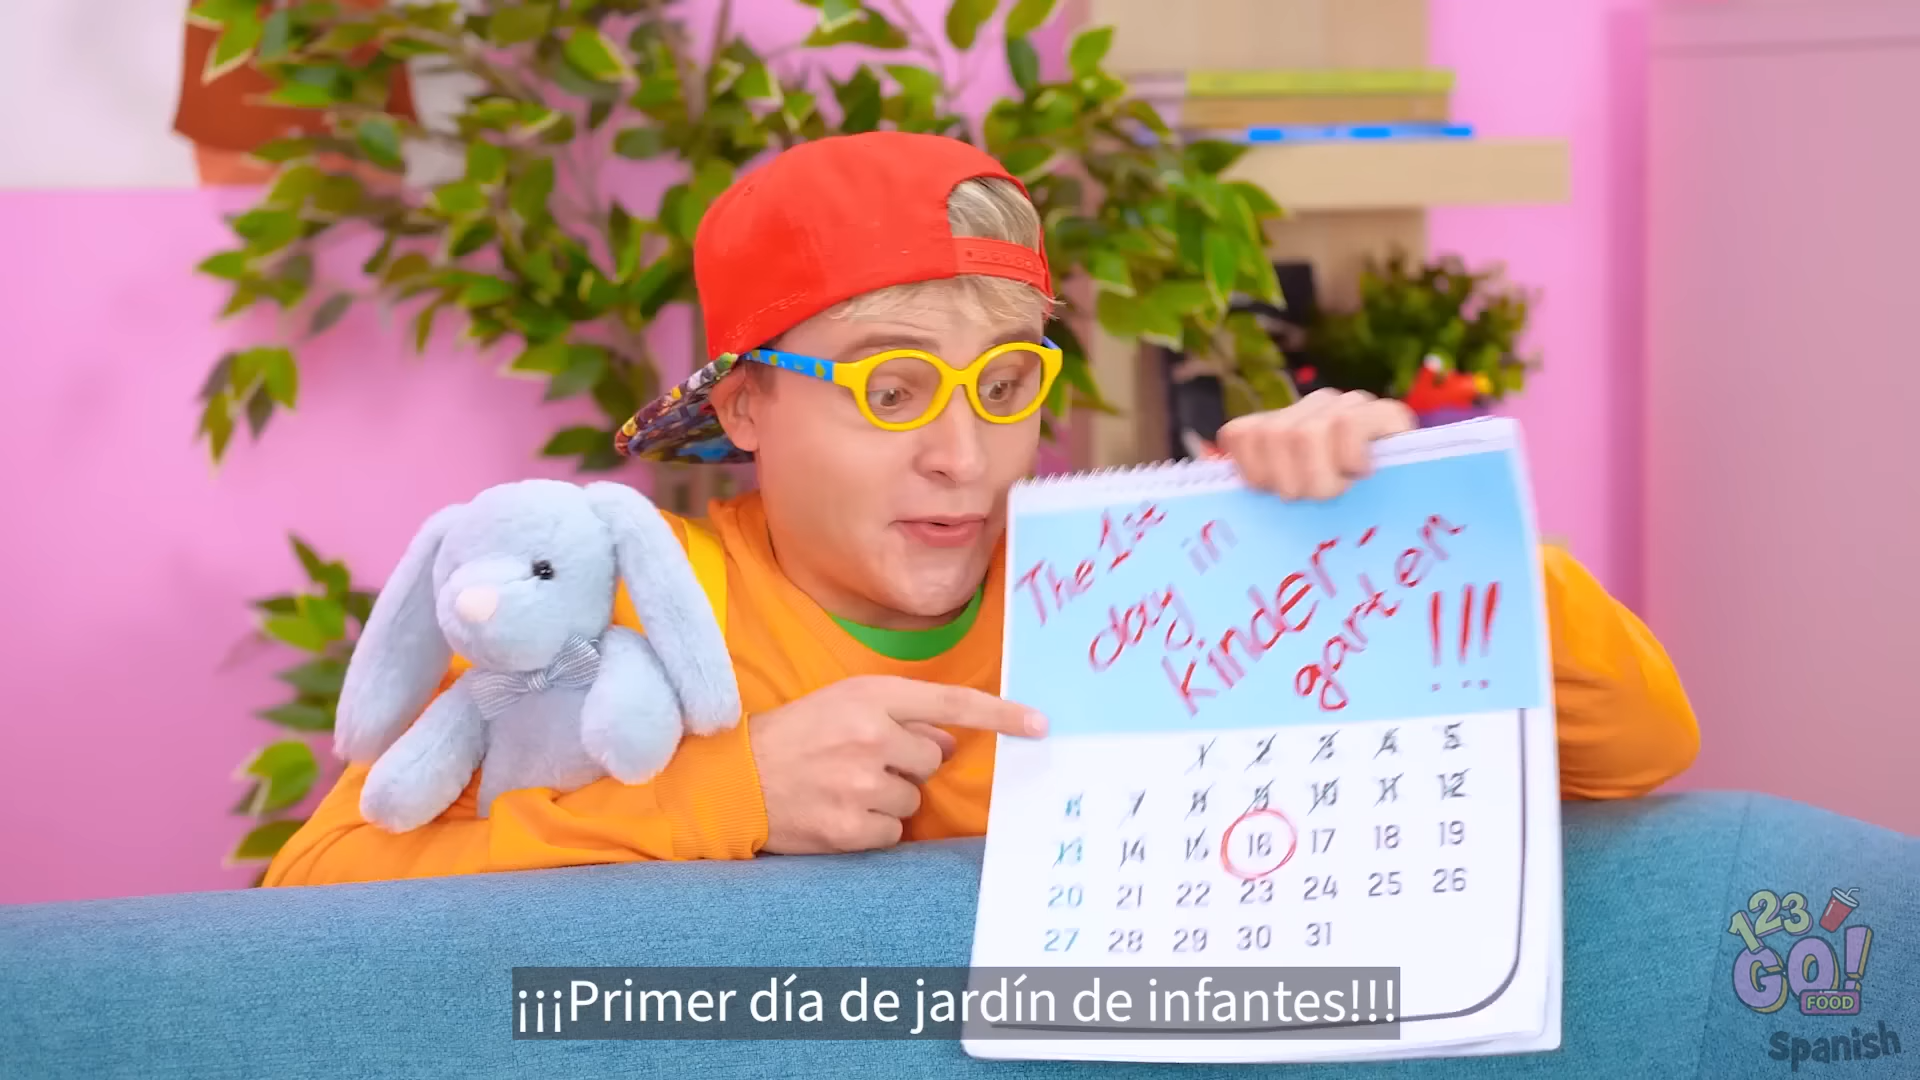 The 1st
day in
kinder-
garten
!!!
1 2 3 4 5
6 7 8 9 10 11 12
13 14 15 16 17 18 19
20 21 22 23 24 25 26
27 28 29 30 31
¡¡¡Primer día de jardín de infantes!!!
123
GO!
FOOD
Spanish